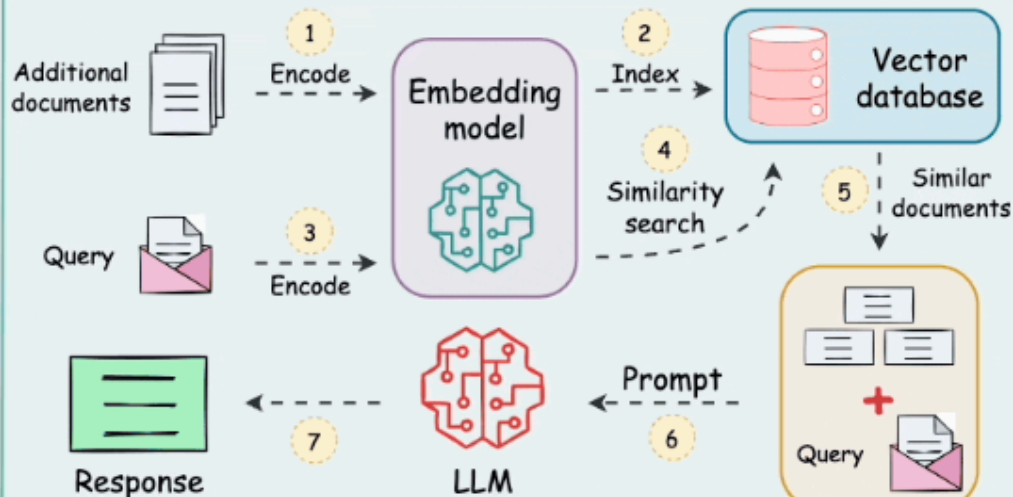 1
2
Additional
documents
Encode
Embedding
model
Index
Vector
database
4
Similarity
search
5
Similar
documents
Query
3
Encode
Prompt
6
Query
7
Response
LLM